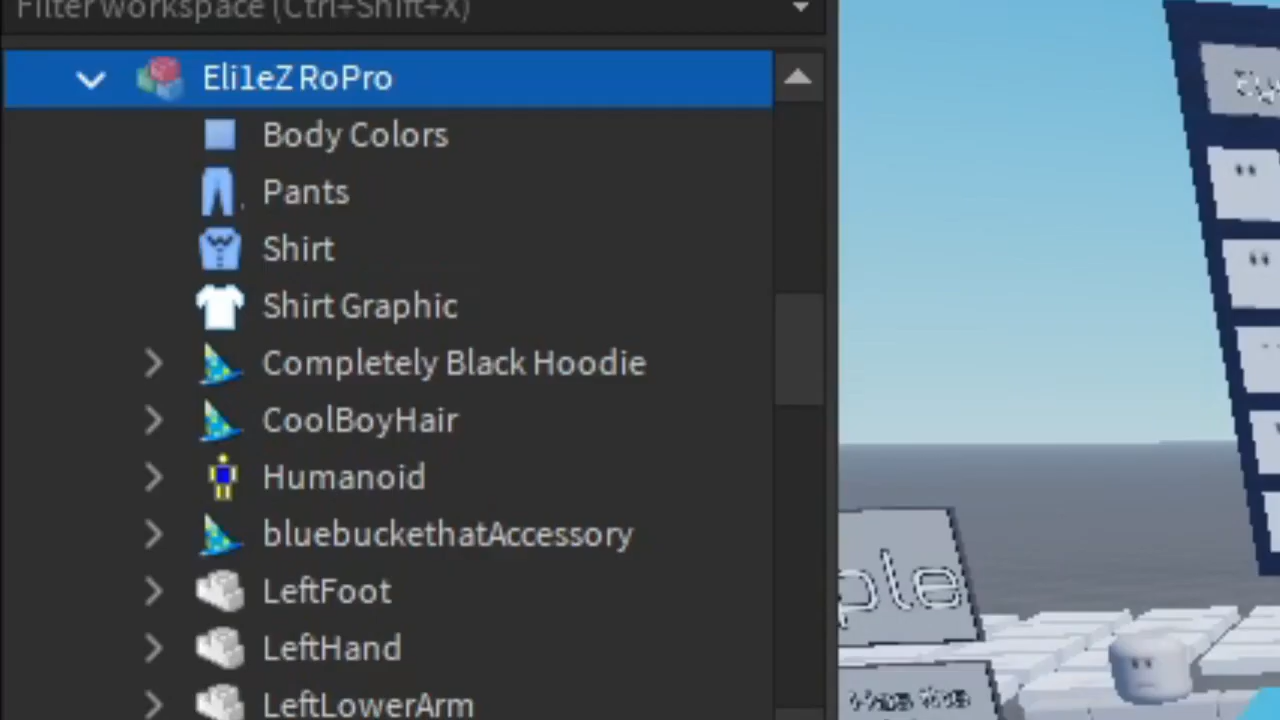 Filter workspace (Ctrl+Shift+X)
Eli1eZ RoPro
Body Colors
Pants
Shirt
Shirt Graphic
Completely Black Hoodie
CoolBoyHair
Humanoid
bluebuckethatAccessory
LeftFoot
LeftHand
LeftLowerArm
ple